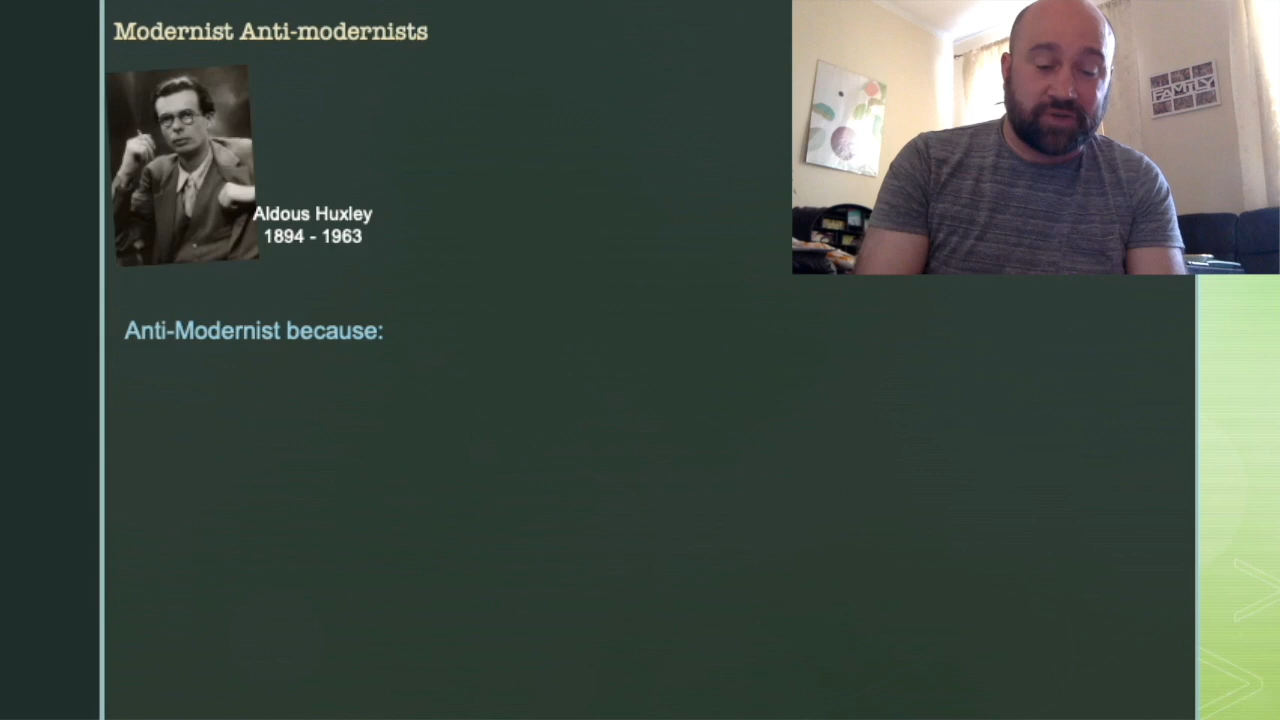 Modernist Anti-modernists
FAMILY
Aldous Huxley
1894 - 1963
Anti-Modernist because: